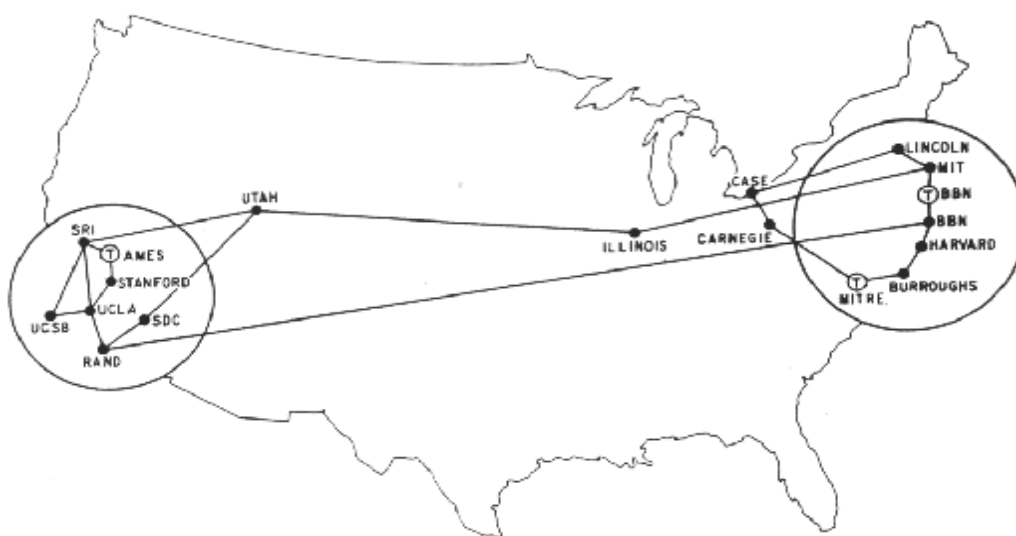 LINCOLN
MIT
CASE
T BBN
UTAH
BBN
SRI
ILLINOIS
CARNEGIE
HARVARD
T AMES
STANFORD
T
BURROUGHS
MITRE.
UCLA
SDC
UCSB
RAND